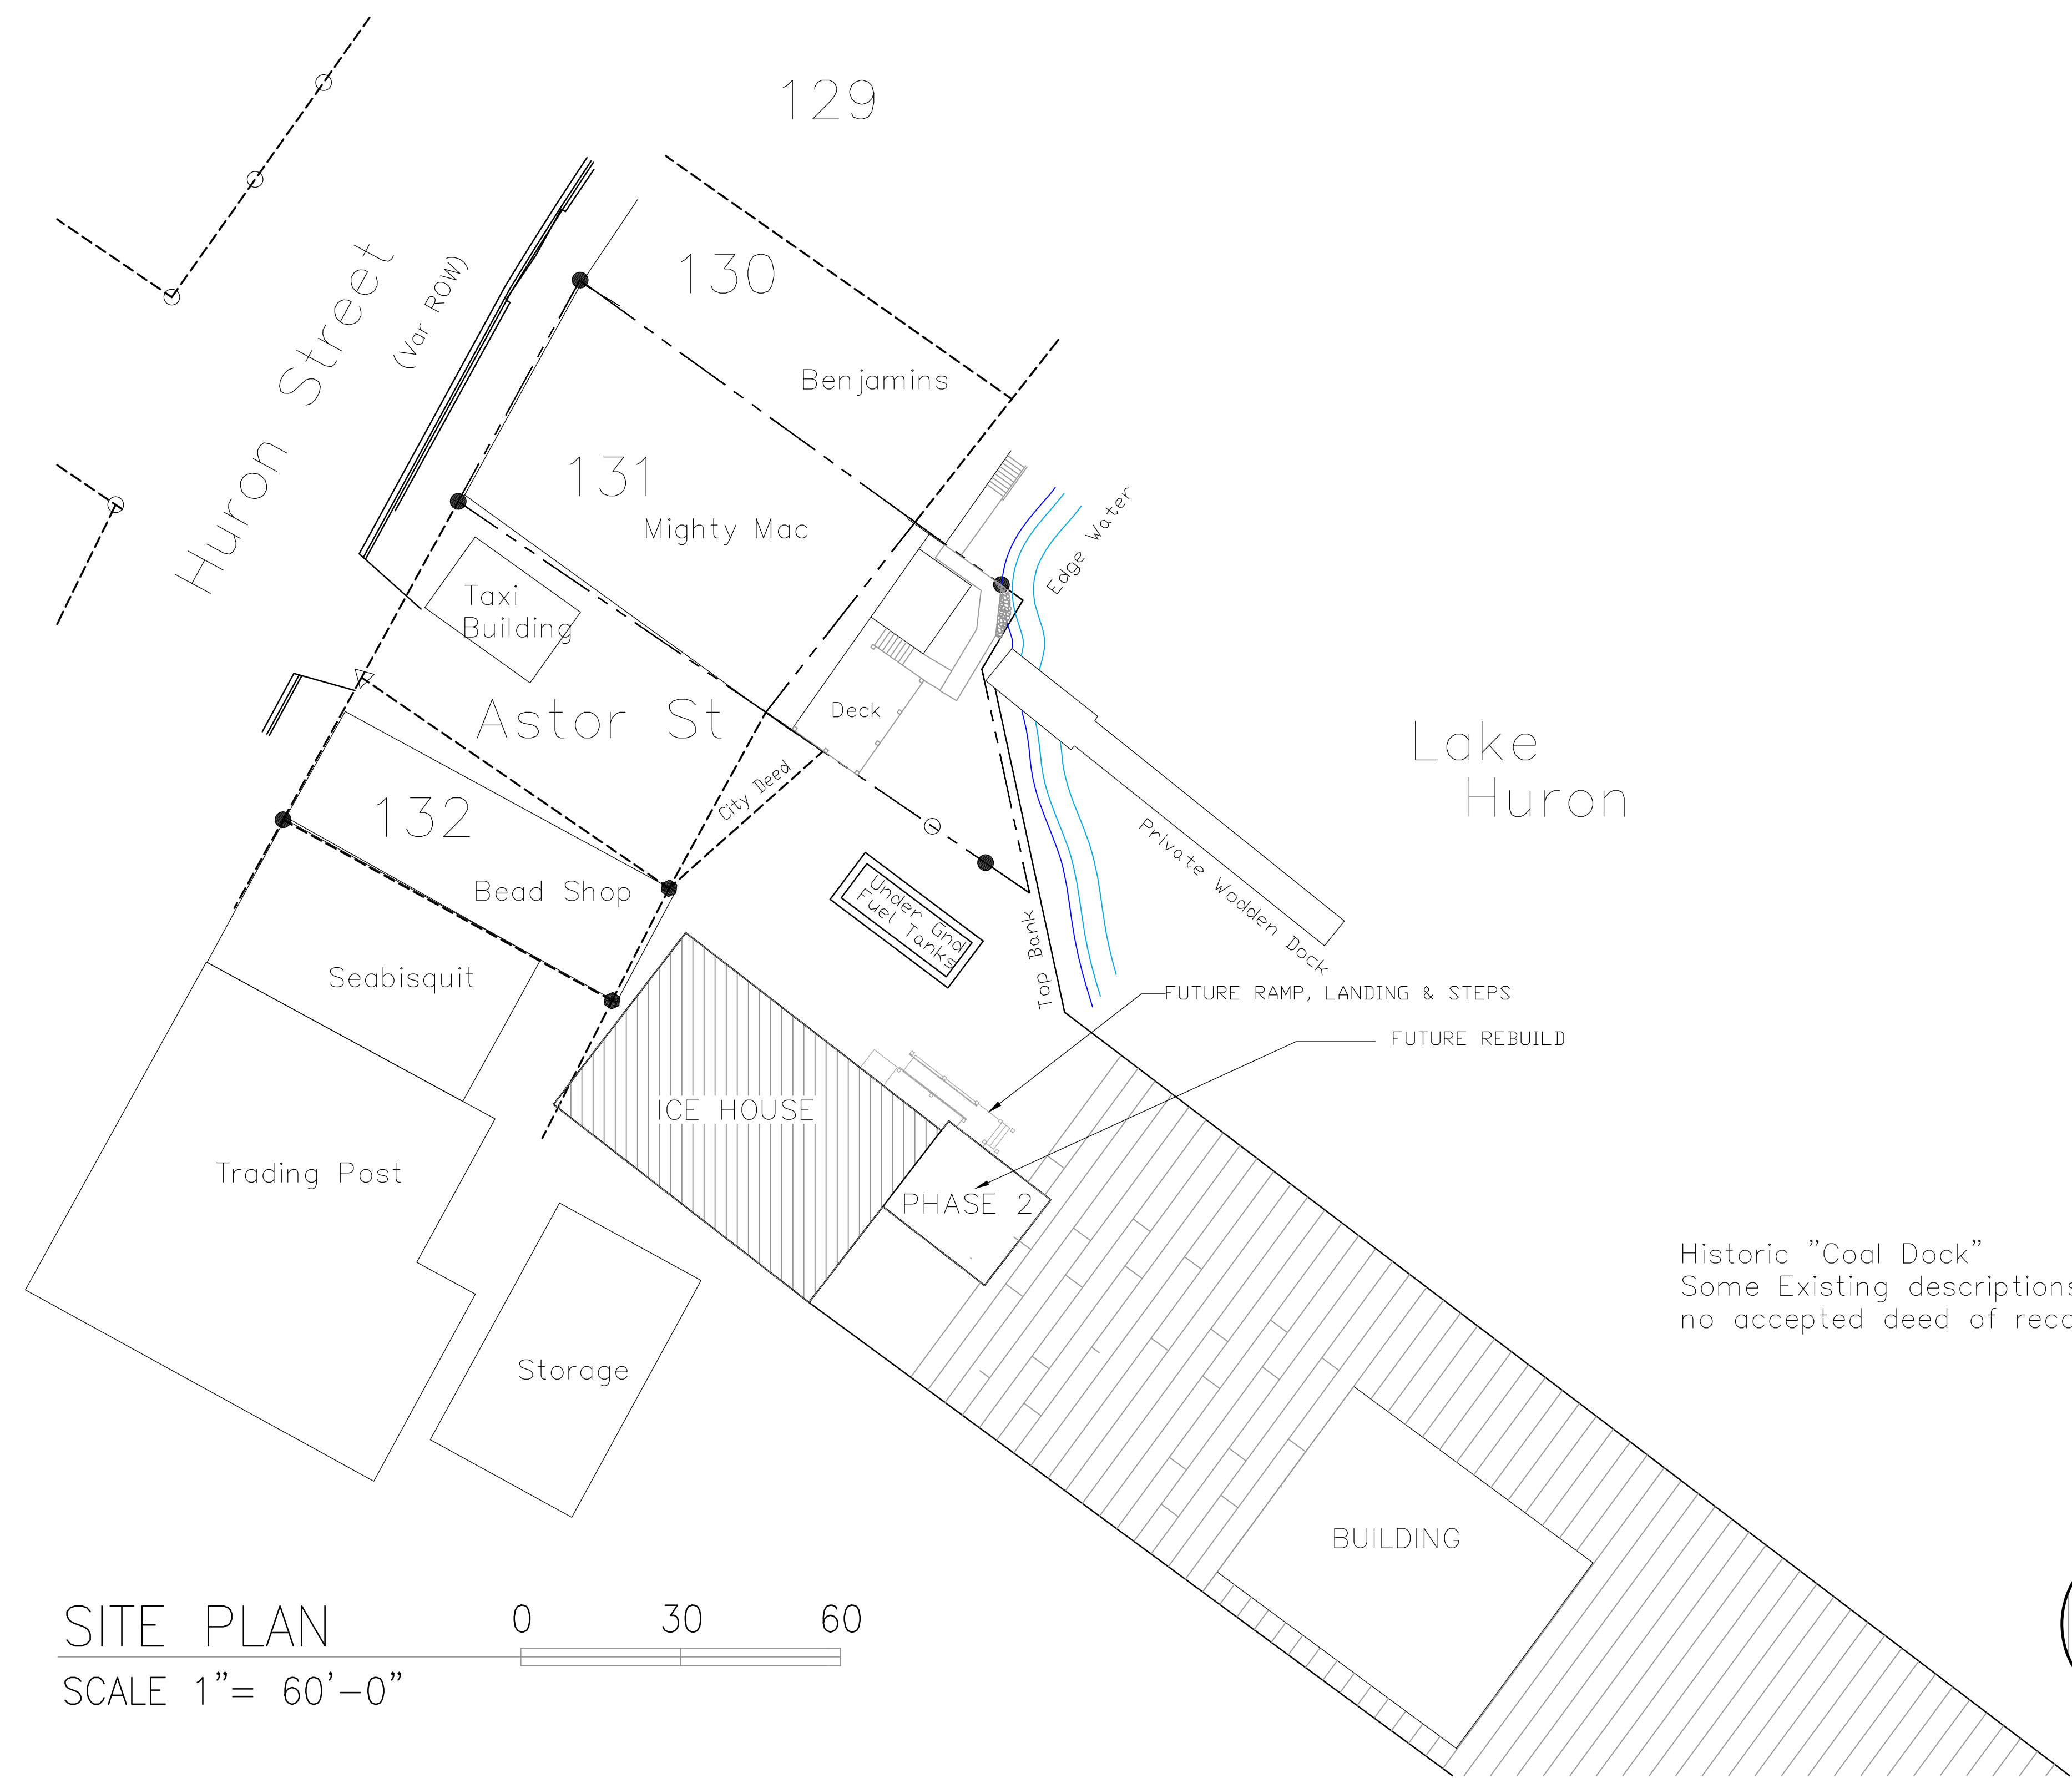 129
130
Huron Street
(Var ROW)
Benjamins
131
Mighty Mac
Edge Water
Taxi
Building
Astor St
Deck
Lake
Huron
City Deed
132
Private Wodden Dock
Bead Shop
Under Gnd
Fuel Tanks
Top Bank
Seabisquit
FUTURE RAMP, LANDING & STEPS
FUTURE REBUILD
ICE HOUSE
Trading Post
PHASE 2
Historic "Coal Dock"
Some Existing descriptions
no accepted deed of reco
Storage
BUILDING
SITE PLAN
0 30 60
SCALE 1"= 60'-0"